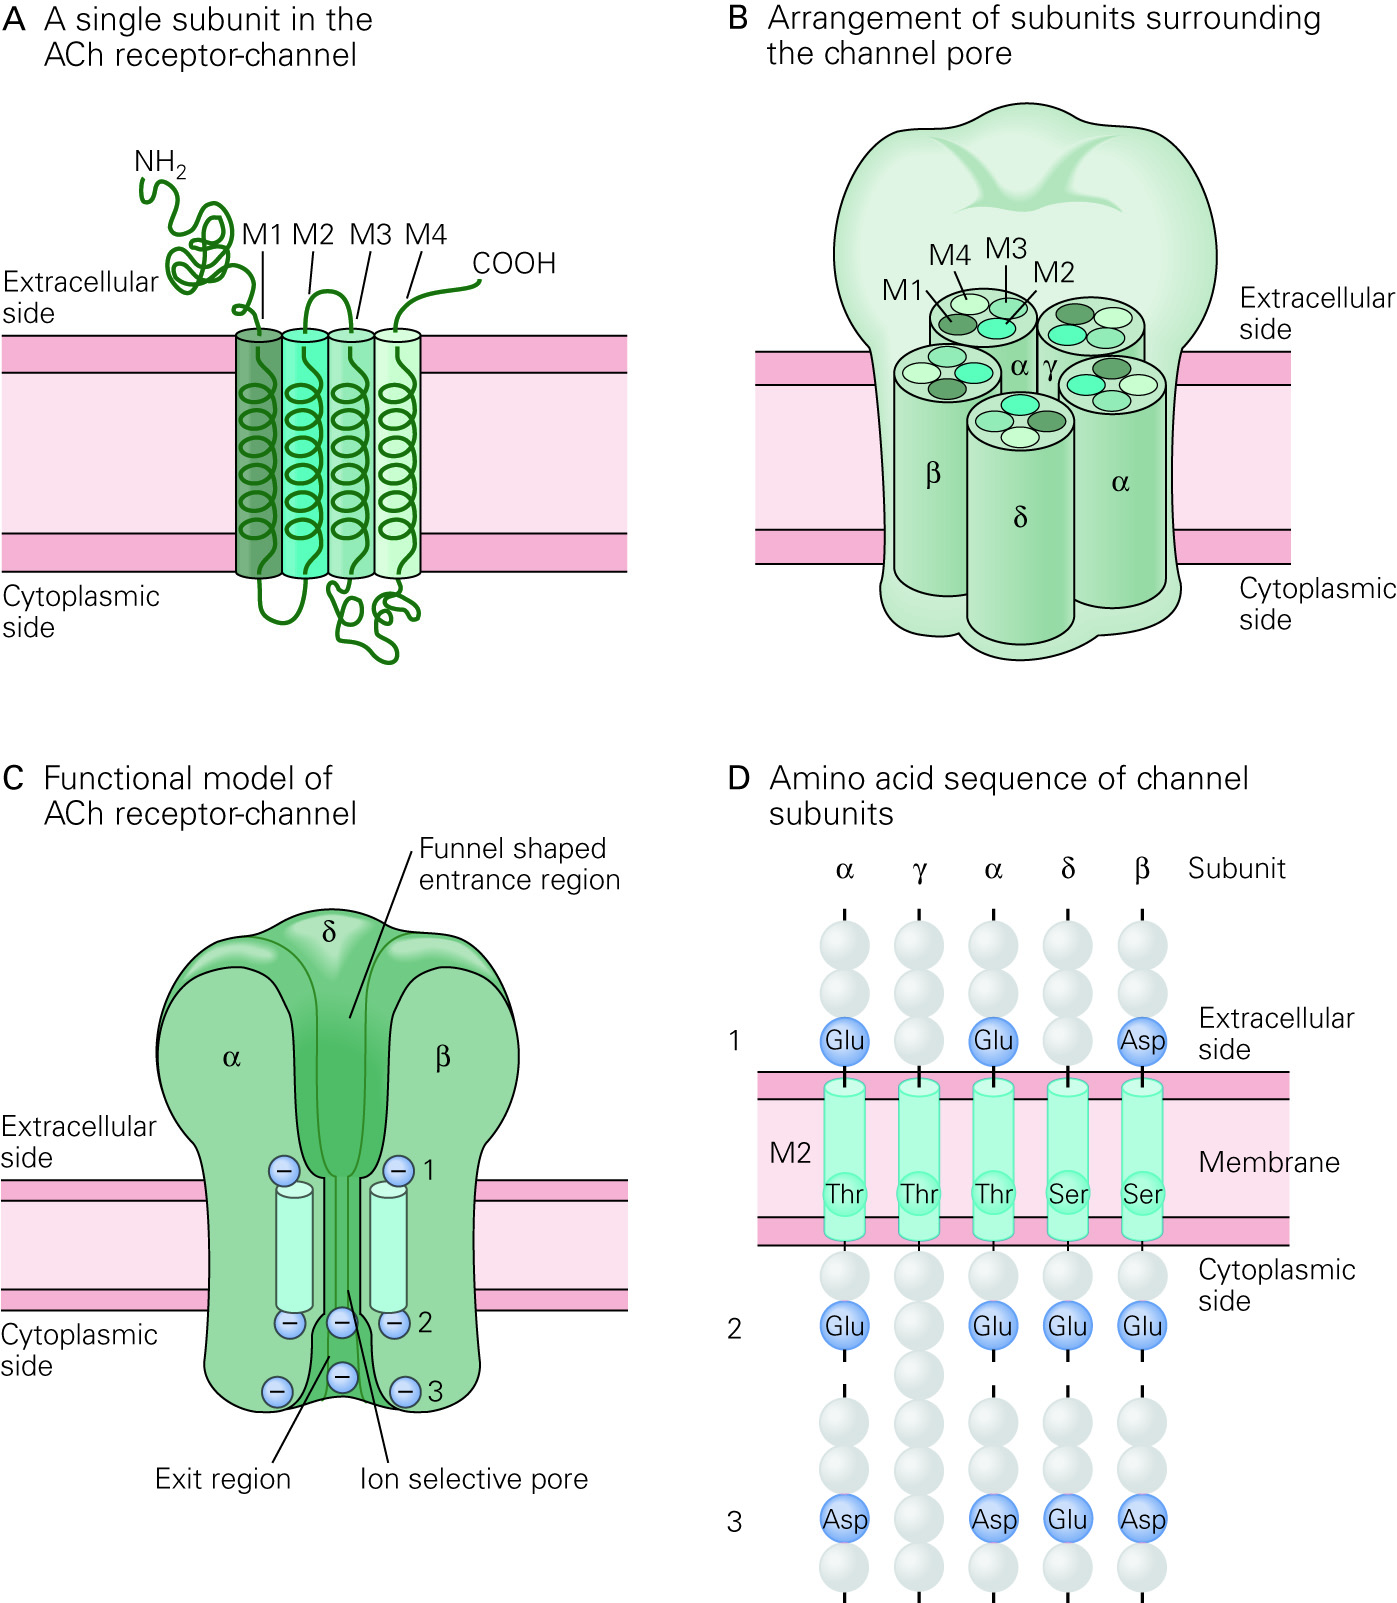 A A single subunit in the
ACh receptor-channel
NH2
M1 M2 M3 M4
COOH
Extracellular
side
Cytoplasmic
side
B Arrangement of subunits surrounding
the channel pore
M4 M3
M1 M2
α γ
β α
δ
Extracellular
side
Cytoplasmic
side
C Functional model of
ACh receptor-channel
Funnel shaped
entrance region
δ
α β
Extracellular
side
− − 1
Cytoplasmic
side
− − − 2
− − − 3
Exit region Ion selective pore
D Amino acid sequence of channel
subunits
α γ α δ β Subunit
1 Glu Glu Asp
Extracellular
side
M2 Membrane
Thr Thr Thr Ser Ser
Cytoplasmic
side
2 Glu Glu Glu Glu
3 Asp Asp Glu Asp